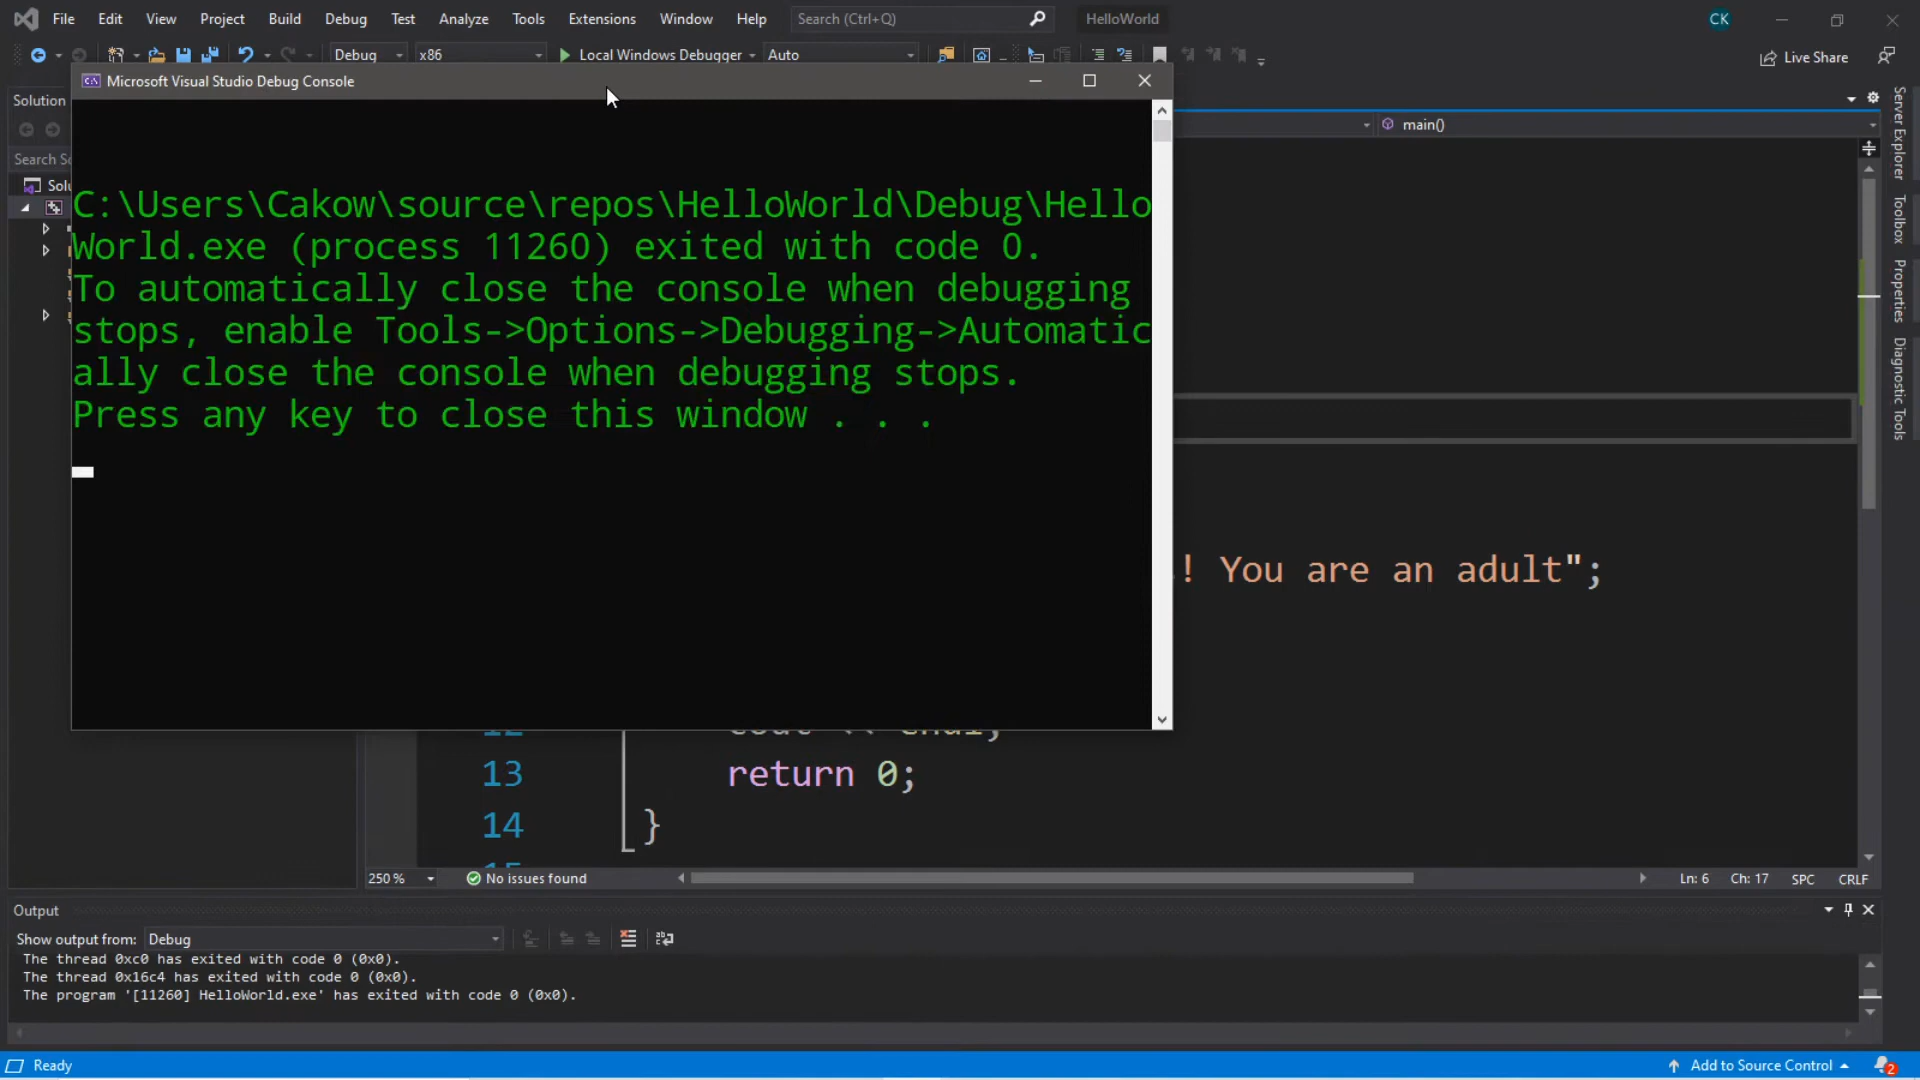 File Edit View Project Build Debug Test Analyze Tools Extensions Window Help Search (Ctrl+Q) HelloWorld CK
Debug x86 Local Windows Debugger Auto Live Share
Microsoft Visual Studio Debug Console
Solution
main()
Search So
Solu
C:\Users\Cakow\source\repos\HelloWorld\Debug\Hello
World.exe (process 11260) exited with code 0.
To automatically close the console when debugging
stops, enable Tools->Options->Debugging->Automatic
ally close the console when debugging stops.
Press any key to close this window . . .
! You are an adult";
13 return 0;
14 }
250 % No issues found Ln: 6 Ch: 17 SPC CRLF
Server Explorer
Toolbox
Properties
Diagnostic Tools
Output
Show output from: Debug
The thread 0xc0 has exited with code 0 (0x0).
The thread 0x16c4 has exited with code 0 (0x0).
The program '[11260] HelloWorld.exe' has exited with code 0 (0x0).
Ready Add to Source Control 2